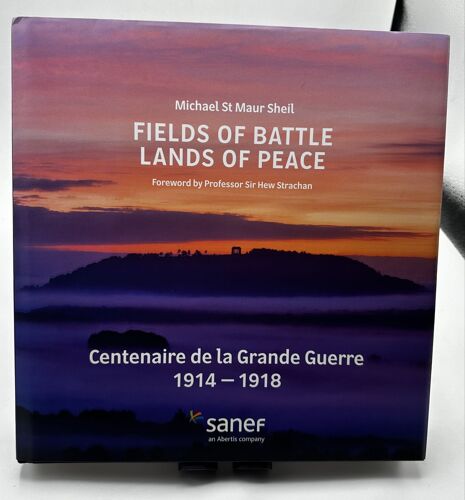 Michael St Maur Sheil
FIELDS OF BATTLE
LANDS OF PEACE
Foreword by Professor Sir Hew Strachan
Centenaire de la Grande Guerre
1914 – 1918
sanef
an Abertis company